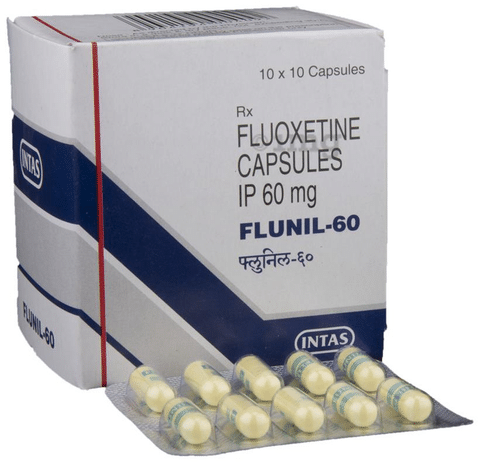 10 x 10 Capsules
Rx
FLUOXETINE
CAPSULES
IP 60 mg
FLUNIL-60
फ्लुनिल-६०
INTAS
INTAS
FLUNIL-60